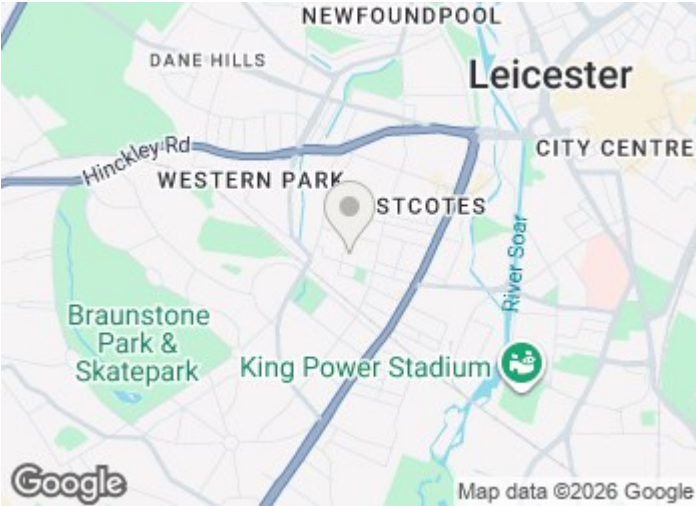 NEWFOUNDPOOL
DANE HILLS
Leicester
Hinckley Rd
CITY CENTRE
WESTERN PARK
STCOTES
River Soar
Braunstone
Park &
Skatepark
King Power Stadium
Google
Map data ©2026 Google